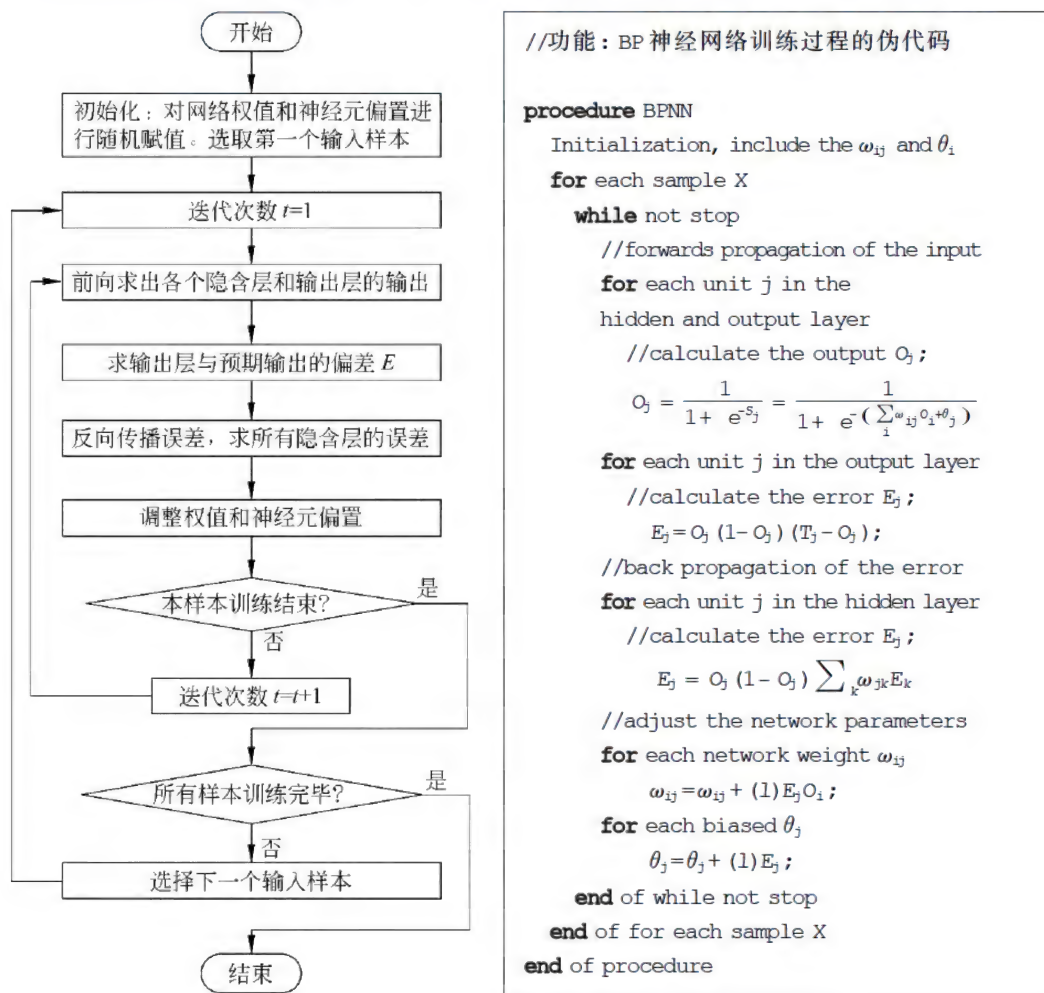 开始
初始化：对网络权值和神经元偏置进
行随机赋值。选取第一个输入样本
迭代次数 t=1
前向求出各个隐含层和输出层的输出
求输出层与预期输出的偏差 E
反向传播误差，求所有隐含层的误差
调整权值和神经元偏置
本样本训练结束?
是
否
迭代次数 t=t+1
所有样本训练完毕?
是
否
选择下一个输入样本
结束
//功能：BP 神经网络训练过程的伪代码
procedure BPNN
Initialization, include the ω_ij and θ_i
for each sample X
while not stop
//forwards propagation of the input
for each unit j in the
hidden and output layer
//calculate the output O_j;
O_j = 1/(1+ e^(-S_j)) = 1/(1+ e^-(∑_i ω_ij O_i+θ_j))
for each unit j in the output layer
//calculate the error E_j;
E_j=O_j(1-O_j)(T_j-O_j);
//back propagation of the error
for each unit j in the hidden layer
//calculate the error E_j;
E_j = O_j(1-O_j)∑_k ω_jk E_k
//adjust the network parameters
for each network weight ω_ij
ω_ij=ω_ij+(l)E_jO_i;
for each biased θ_j
θ_j=θ_j+(l)E_j;
end of while not stop
end of for each sample X
end of procedure